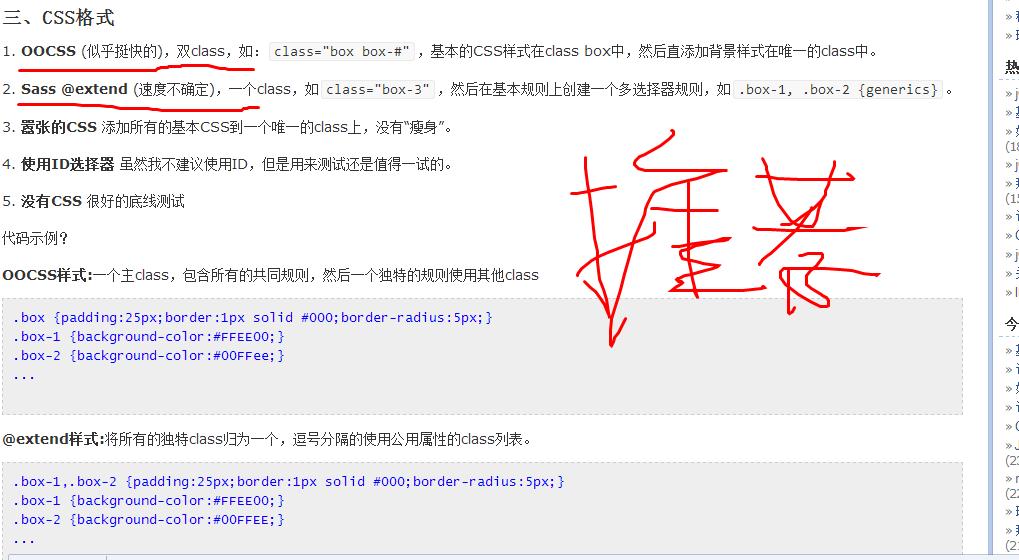 三、CSS格式
1. OOCSS (似乎挺快的)，双class，如：class="box box-#"，基本的CSS样式在class box中，然后直添加背景样式在唯一的class中。
2. Sass @extend (速度不确定)，一个class，如 class="box-3"，然后在基本规则上创建一个多选择器规则，如 .box-1, .box-2 {generics} 。
3. 嚣张的CSS 添加所有的基本CSS到一个唯一的class上，没有“瘦身”。
4. 使用ID选择器 虽然我不建议使用ID，但是用来测试还是值得一试的。
5. 没有CSS 很好的底线测试
推荐
代码示例？
OOCSS样式:一个主class，包含所有的共同规则，然后一个独特的规则使用其他class
.box {padding:25px;border:1px solid #000;border-radius:5px;}
.box-1 {background-color:#FFEE00;}
.box-2 {background-color:#00FFee;}
...
@extend样式:将所有的独特class归为一个，逗号分隔的使用公用属性的class列表。
.box-1,.box-2 {padding:25px;border:1px solid #000;border-radius:5px;}
.box-1 {background-color:#FFEE00;}
.box-2 {background-color:#00FFEE;}
...